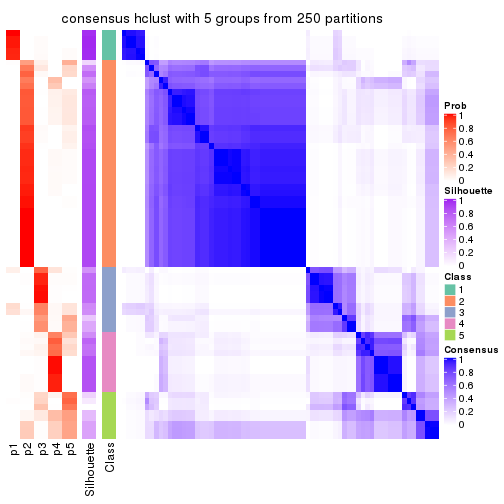 consensus hclust with 5 groups from 250 partitions
Prob
1
0.8
0.6
0.4
0.2
0
Silhouette
1
0.8
0.6
0.4
0.2
0
Class
1
2
3
4
5
Consensus
1
0.8
0.6
0.4
0.2
0
p1
p2
p3
p4
p5
Silhouette
Class